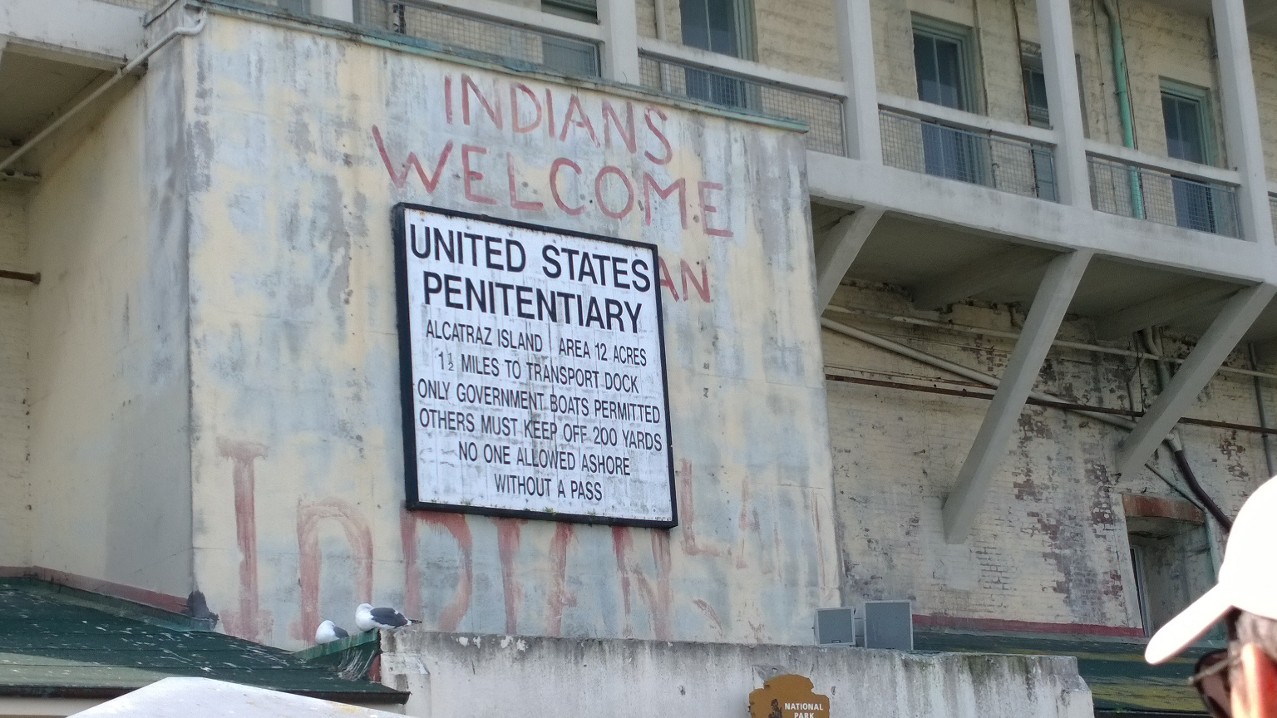 INDIANS
WELCOME
UNITED STATES
PENITENTIARY
ALCATRAZ ISLAND AREA 12 ACRES
1½ MILES TO TRANSPORT DOCK
ONLY GOVERNMENT BOATS PERMITTED
OTHERS MUST KEEP OFF 200 YARDS
NO ONE ALLOWED ASHORE
WITHOUT A PASS
NATIONAL
PARK